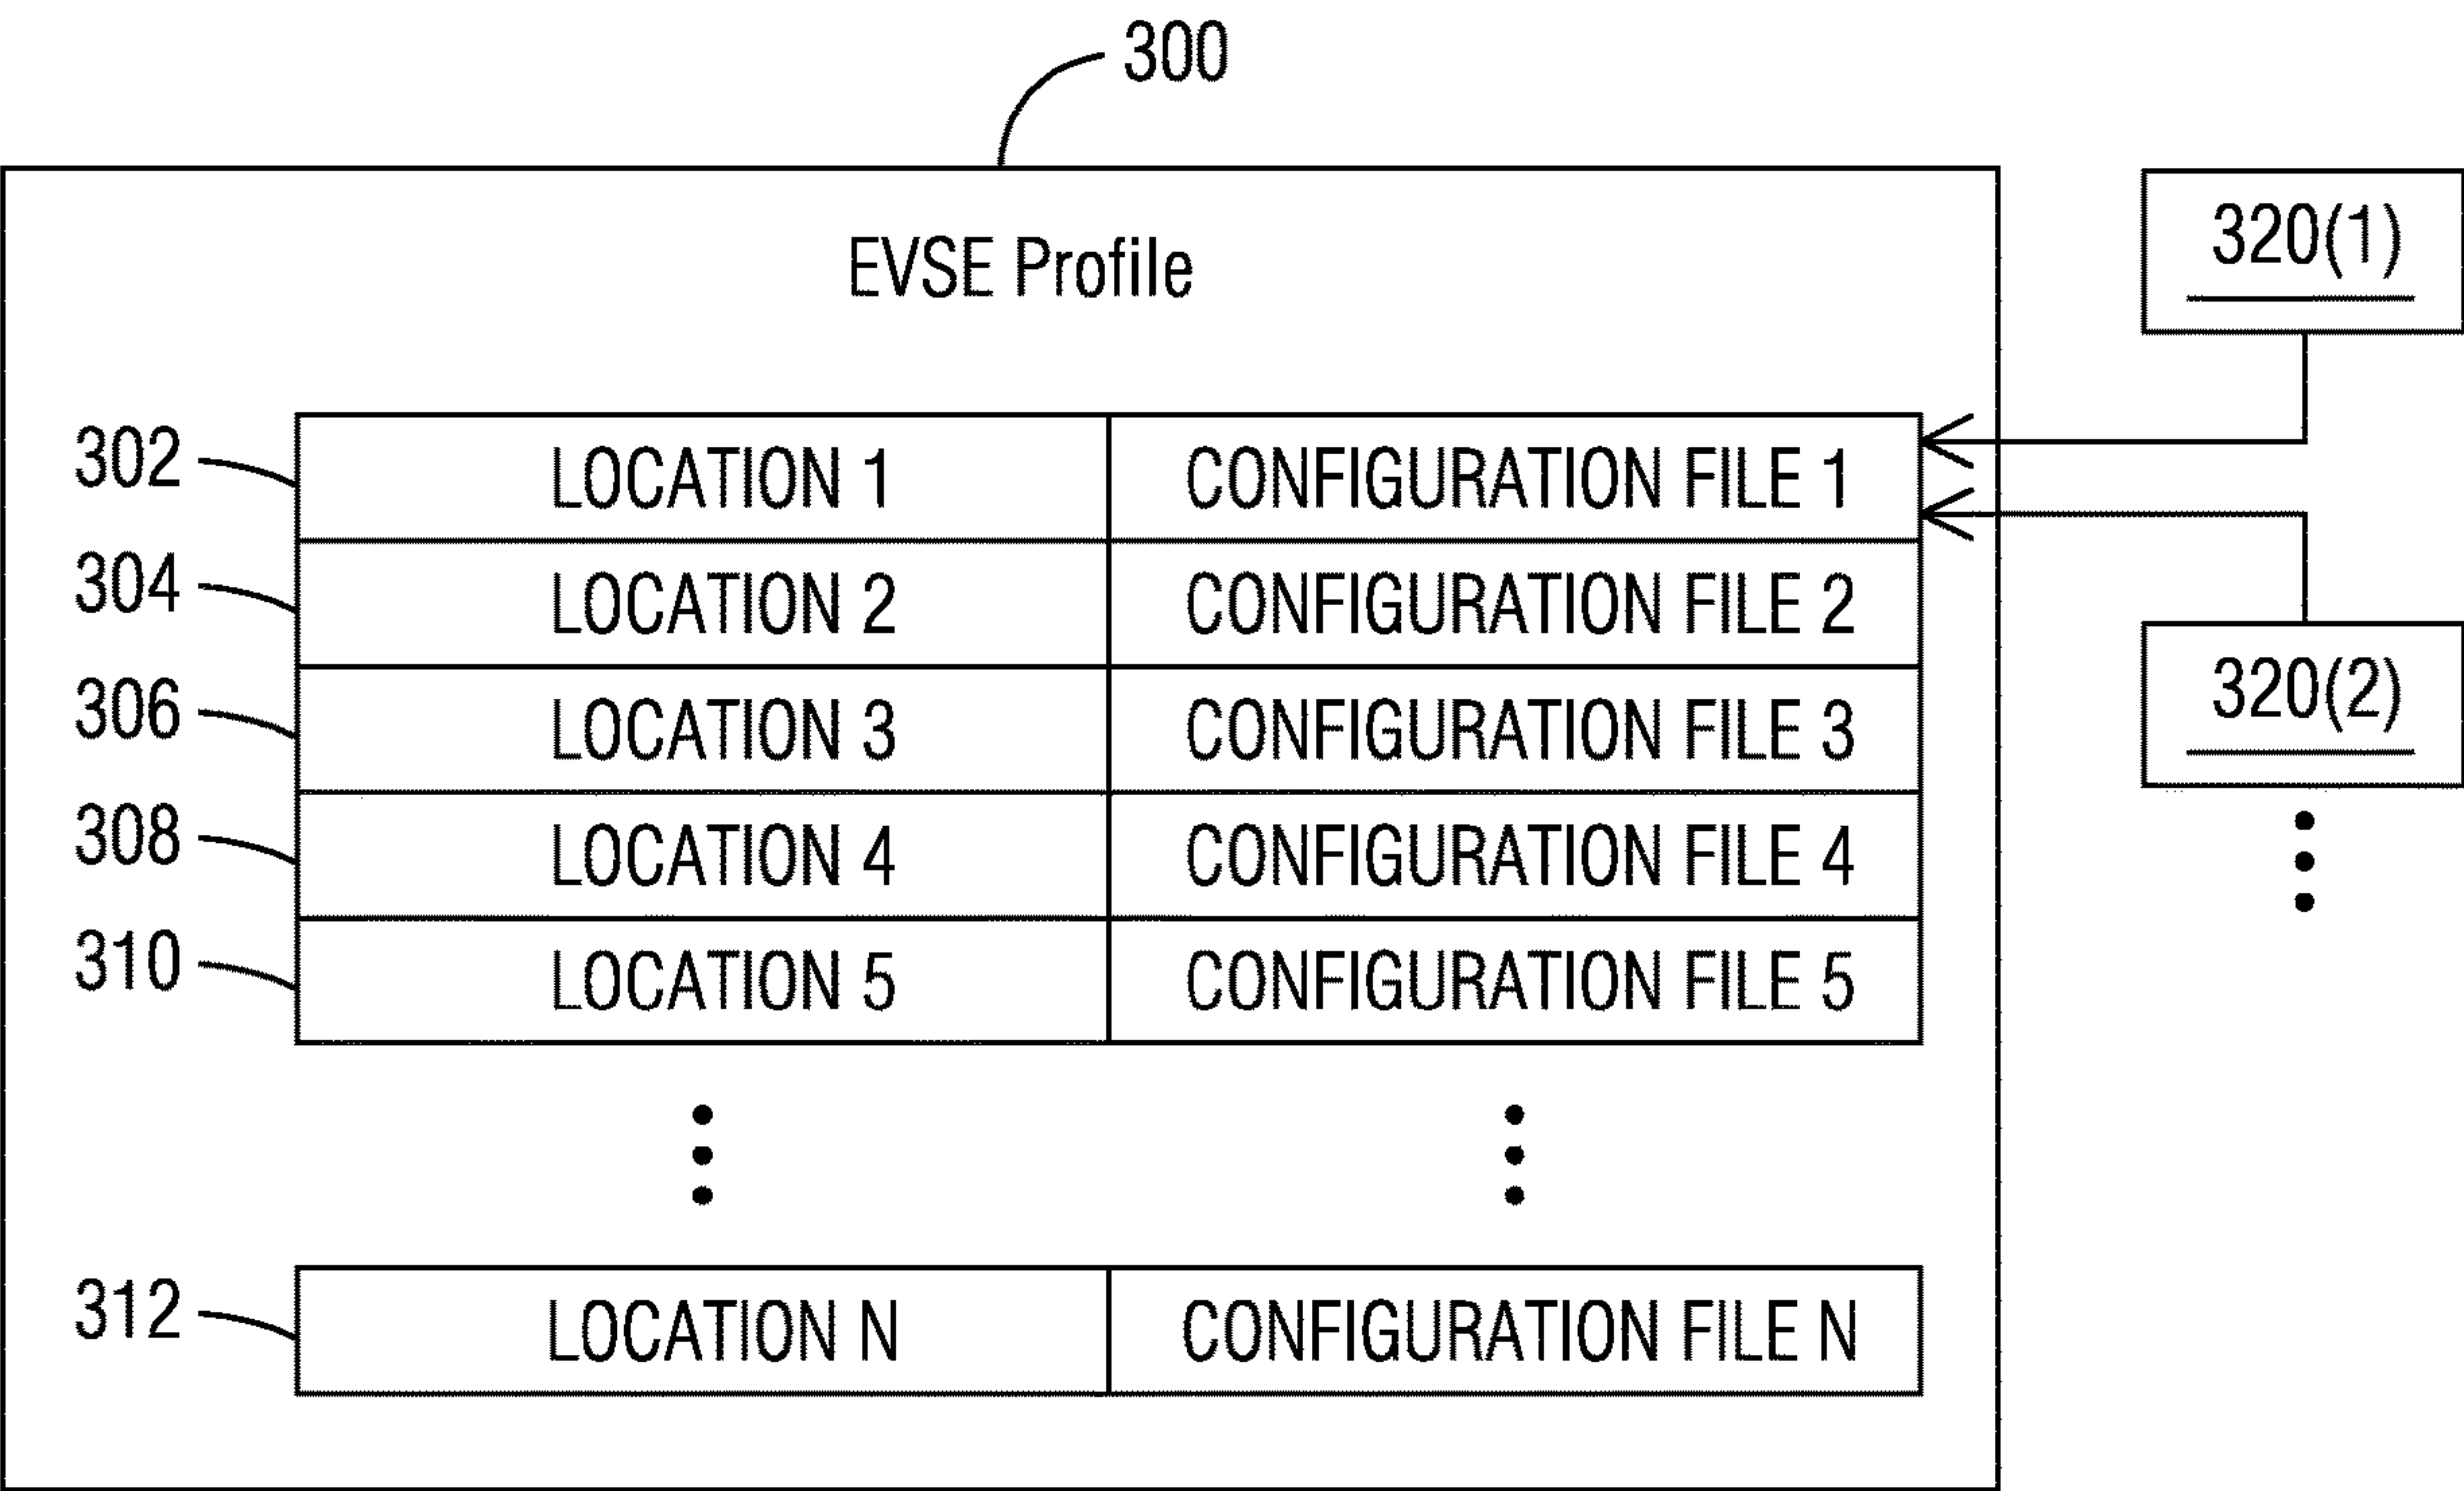 300
EVSE Profile
320(1)
302 LOCATION 1 CONFIGURATION FILE 1
304 LOCATION 2 CONFIGURATION FILE 2
320(2)
306 LOCATION 3 CONFIGURATION FILE 3
308 LOCATION 4 CONFIGURATION FILE 4
310 LOCATION 5 CONFIGURATION FILE 5
312 LOCATION N CONFIGURATION FILE N